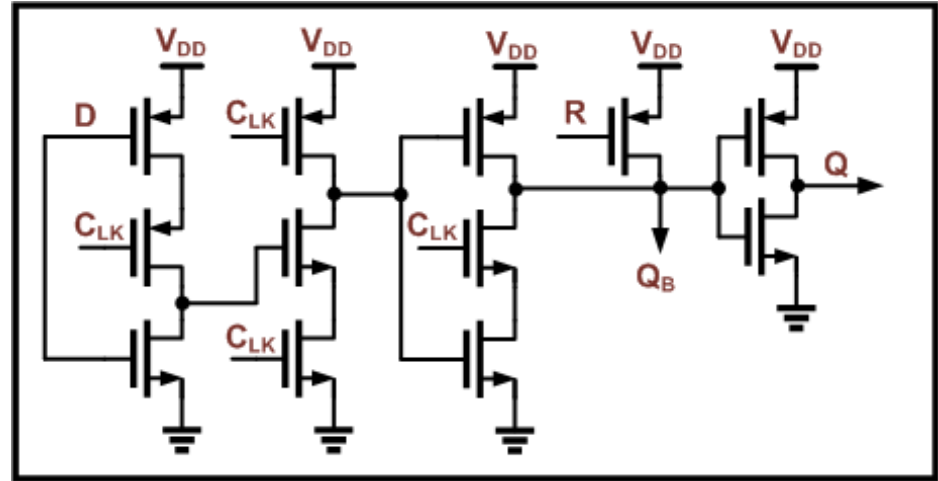 VDD VDD VDD VDD VDD
D CLK R
Q
CLK CLK
QB
CLK